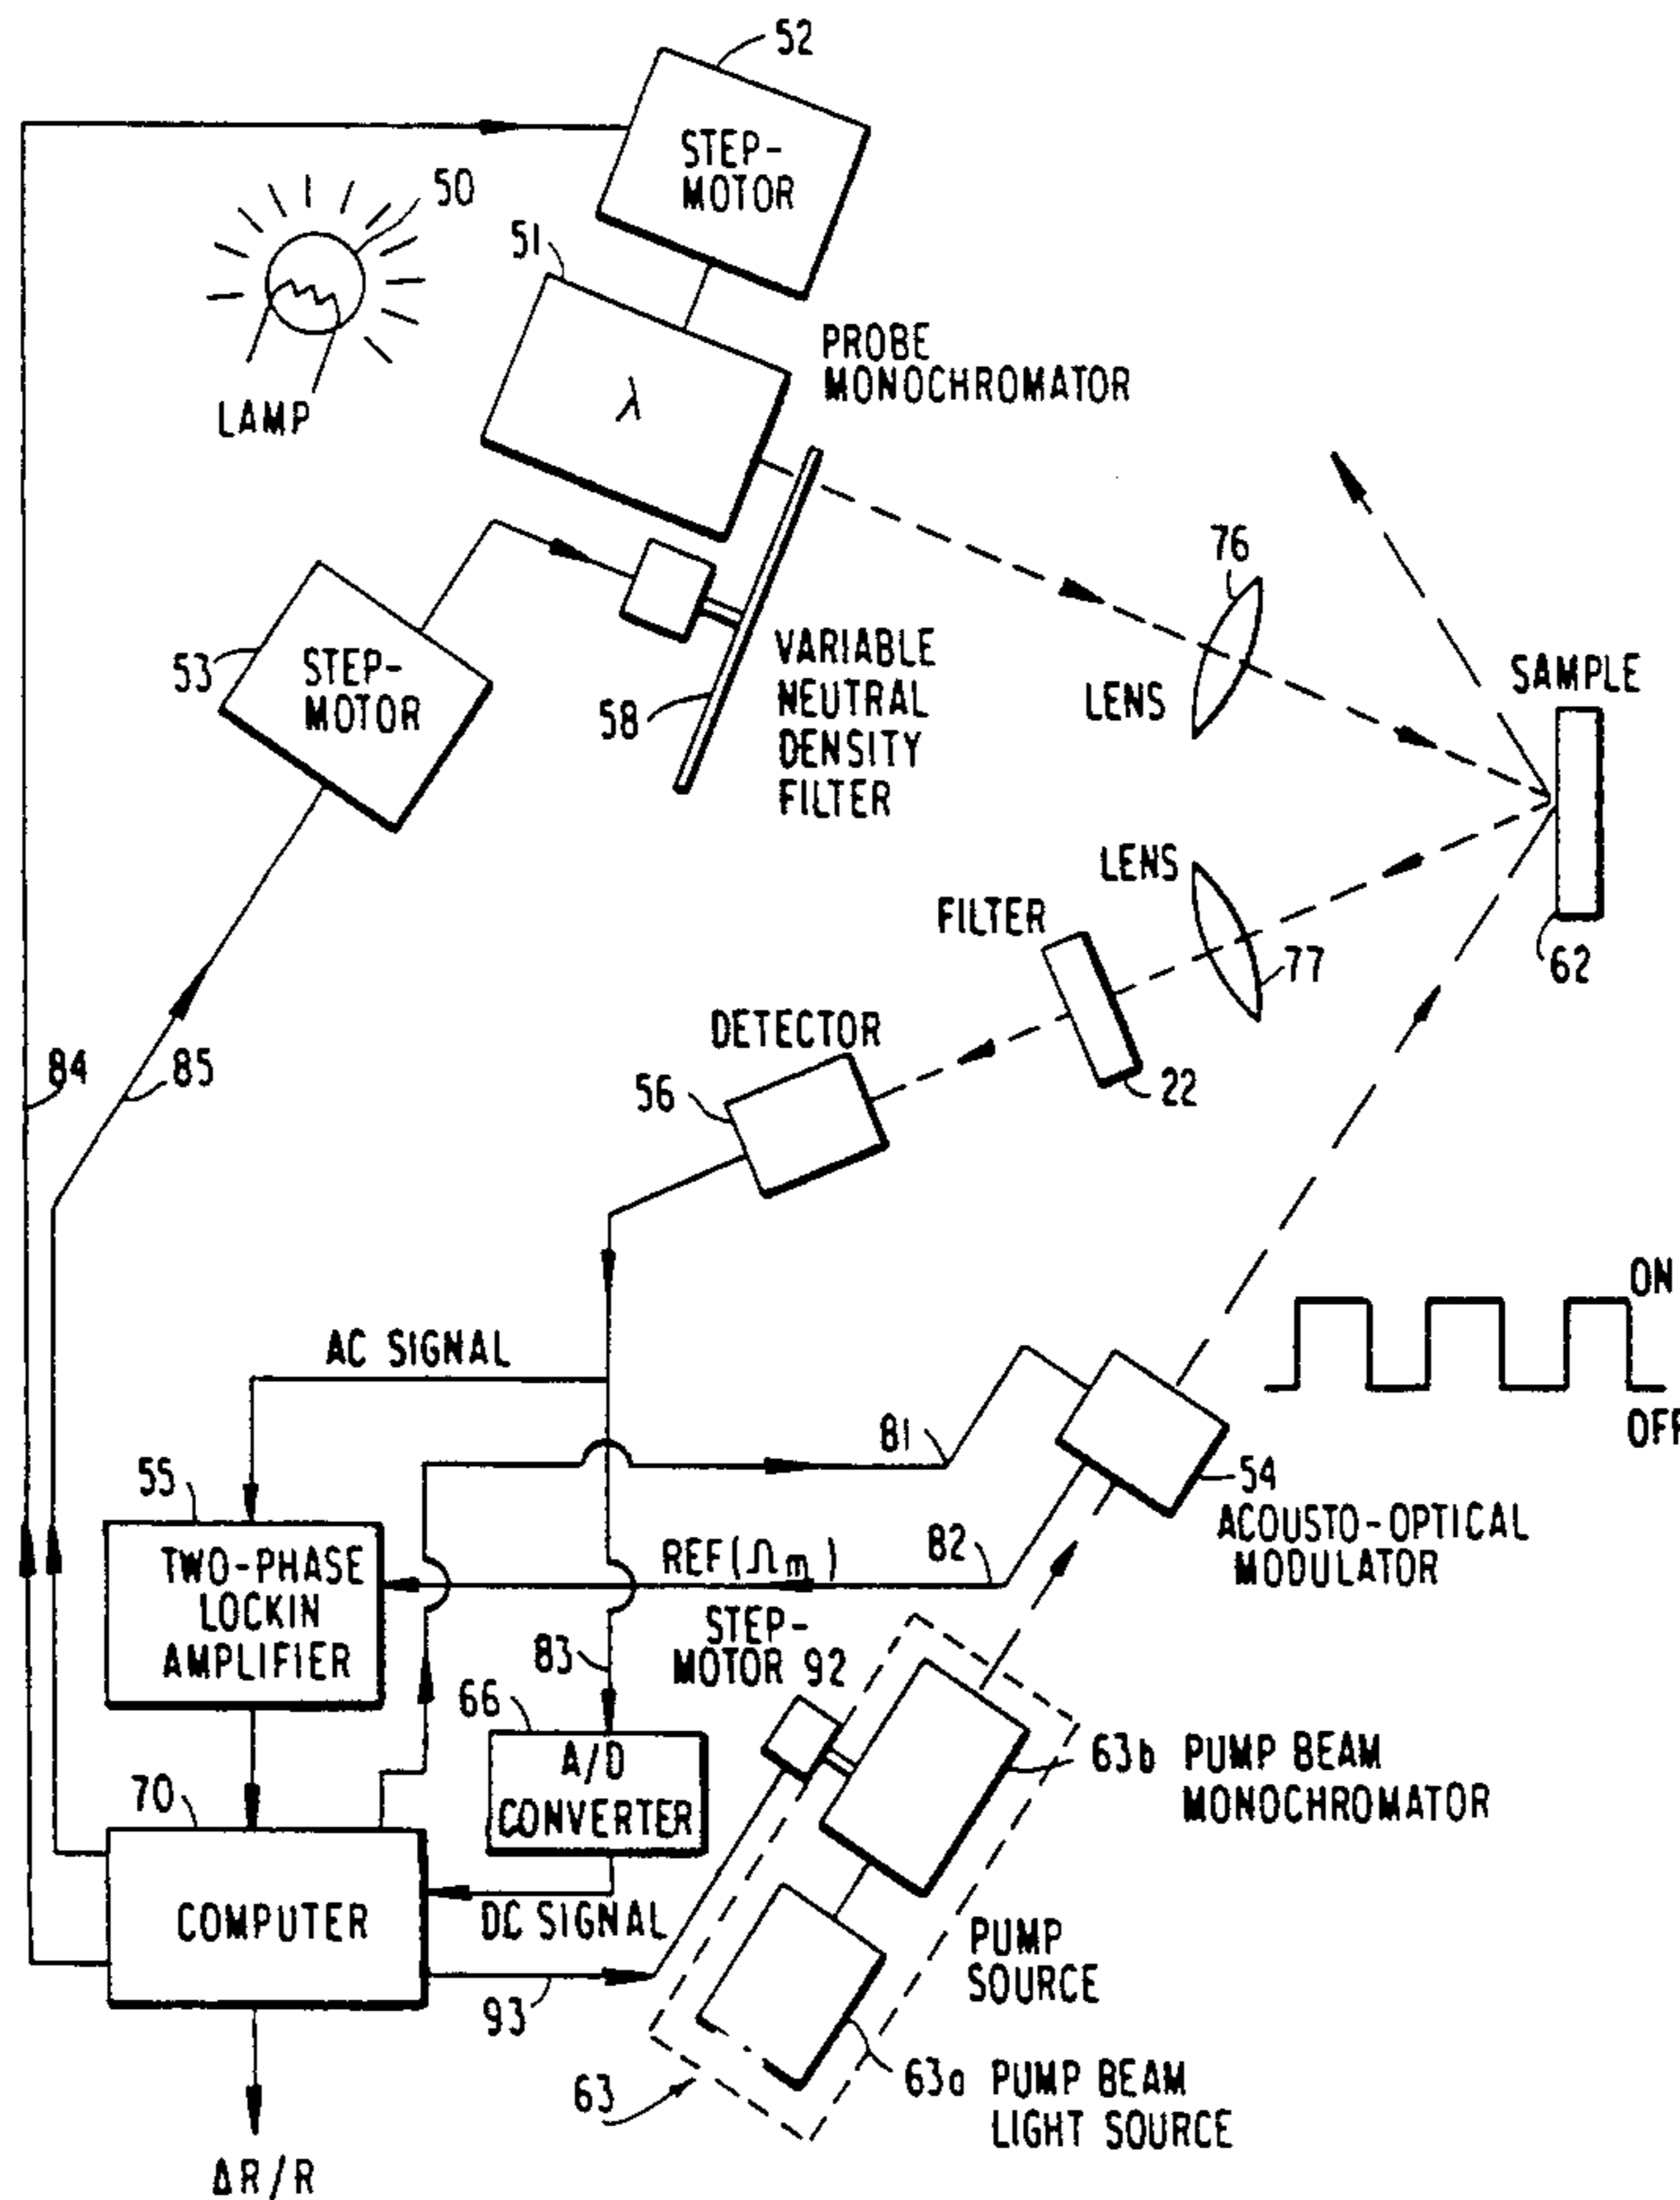 52
STEP-
MOTOR
50
51
LAMP
λ
PROBE
MONOCHROMATOR
76
53
STEP-
MOTOR
58
VARIABLE
NEUTRAL
DENSITY
FILTER
LENS
SAMPLE
LENS
FILTER
77
62
DETECTOR
84
85
56
22
ON
AC SIGNAL
81
OFF
55
54
ACOUSTO-OPTICAL
MODULATOR
TWO-PHASE
LOCKIN
AMPLIFIER
REF(Ωm)
82
STEP-
MOTOR 92
83
66
A/D
CONVERTER
63b PUMP BEAM
MONOCHROMATOR
70
COMPUTER
DC SIGNAL
93
PUMP
SOURCE
63
63a PUMP BEAM
LIGHT SOURCE
ΔR/R